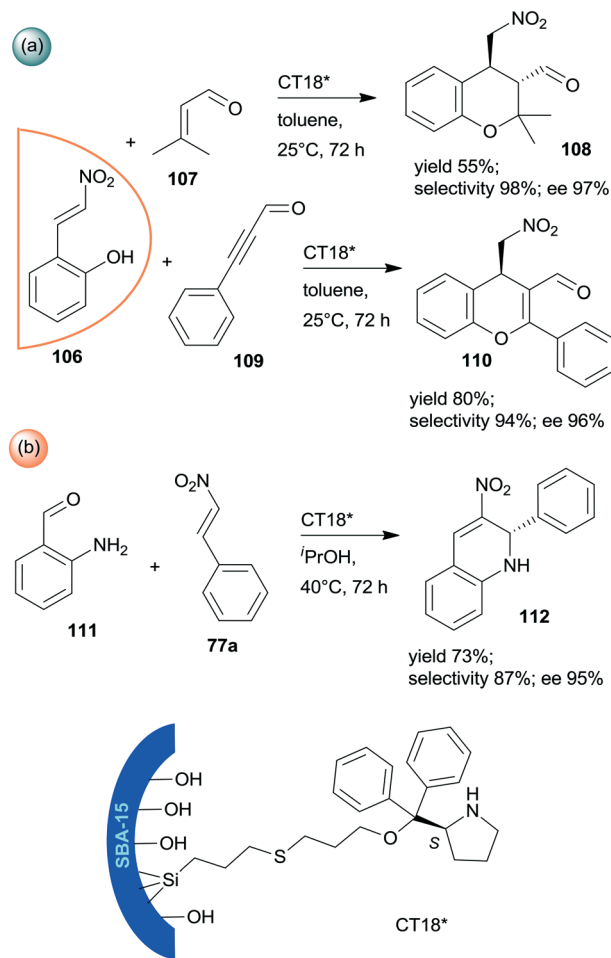 (a)
NO₂
CT18*
O
toluene,
25°C, 72 h
O
O
108
yield 55%;
selectivity 98%; ee 97%
+
107
NO₂
OH
106
O
+
109
CT18*
toluene,
25°C, 72 h
NO₂
O
O
110
yield 80%;
selectivity 94%; ee 96%
(b)
O
NH₂
111
+
O₂N
77a
CT18*
ⁱPrOH,
40°C, 72 h
NO₂
NH
112
yield 73%;
selectivity 87%; ee 95%
SBA-15
OH
OH
OH
Si
OH
S
O
S
H
N
CT18*